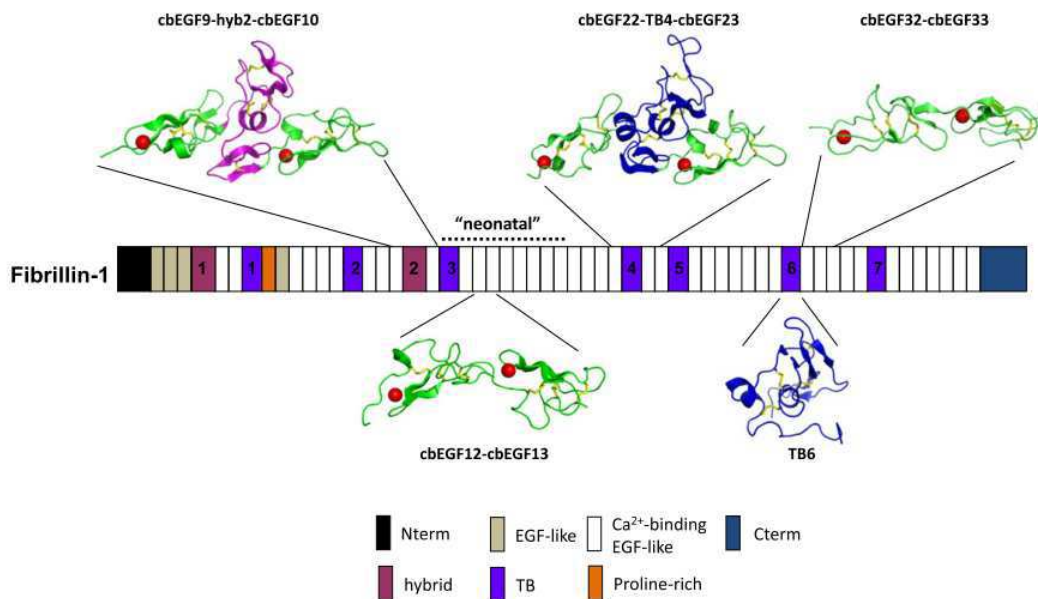 cbEGF9-hyb2-cbEGF10
cbEGF22-TB4-cbEGF23
cbEGF32-cbEGF33
“neonatal”
Fibrillin-1
1
1
2
2
3
4
5
6
7
cbEGF12-cbEGF13
TB6
Nterm
EGF-like
Ca²⁺-binding
EGF-like
Cterm
hybrid
TB
Proline-rich